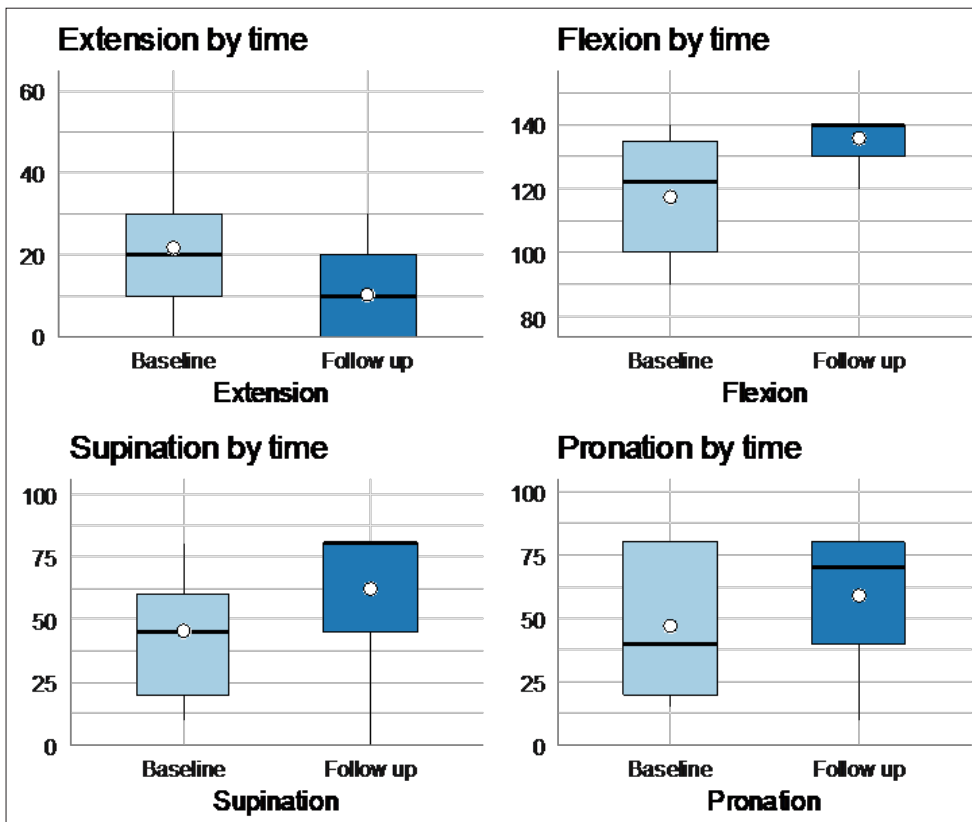 Extension by time
60
40
20
0
Baseline Follow up
Extension
Flexion by time
140
120
100
80
Baseline Follow up
Flexion
Supination by time
100
75
50
25
0
Baseline Follow up
Supination
Pronation by time
100
75
50
25
0
Baseline Follow up
Pronation